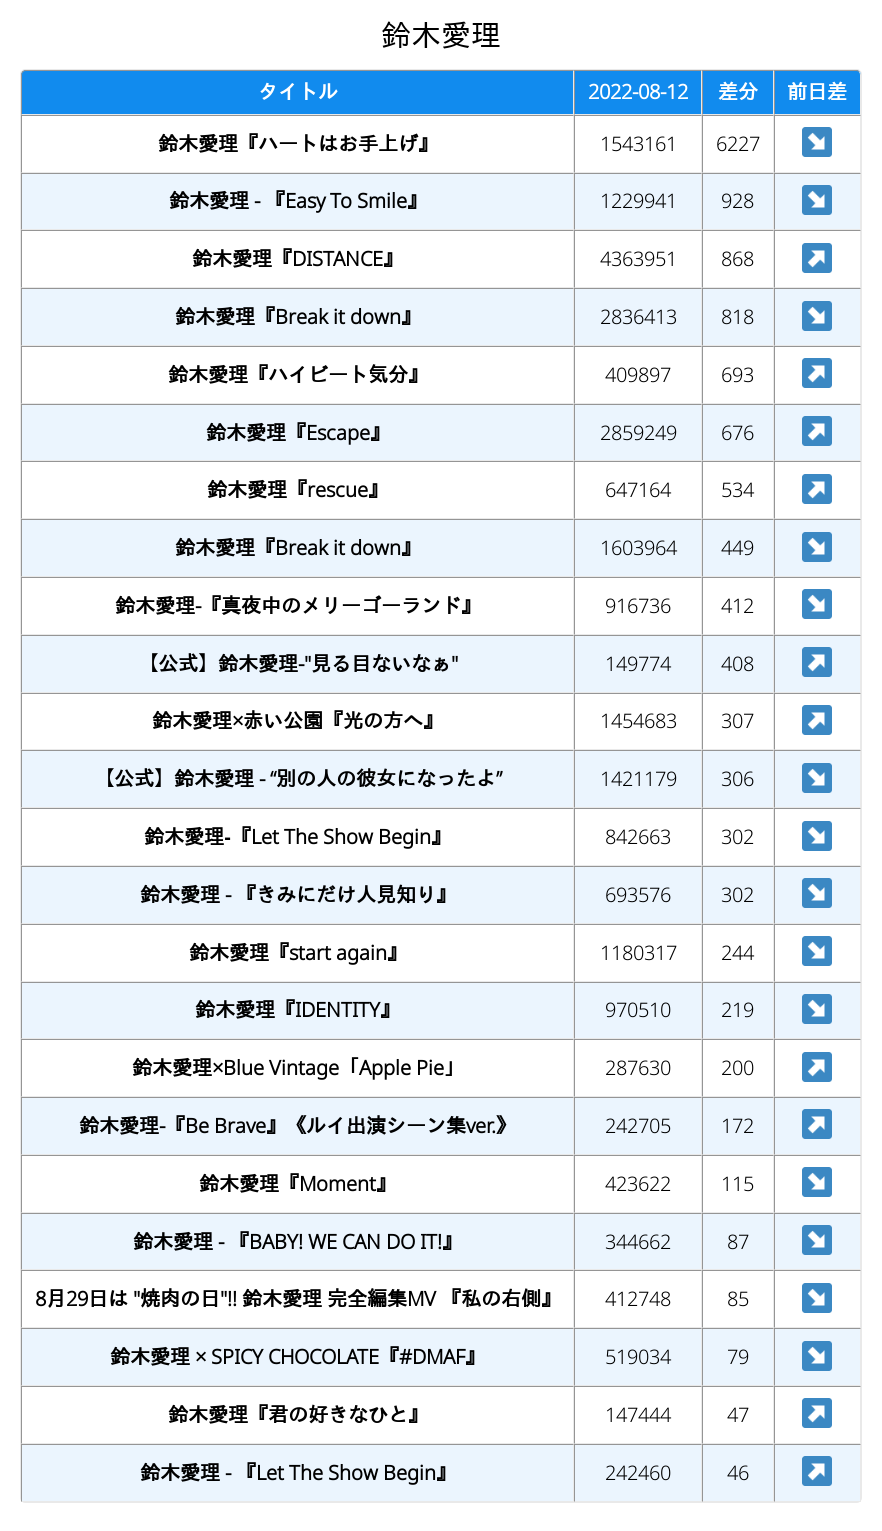 鈴木愛理
タイトル 2022-08-12 差分 前日差
鈴木愛理『ハートはお手上げ』 1543161 6227 ↘
鈴木愛理 - 『Easy To Smile』 1229941 928 ↘
鈴木愛理『DISTANCE』 4363951 868 ↗
鈴木愛理『Break it down』 2836413 818 ↘
鈴木愛理『ハイビート気分』 409897 693 ↗
鈴木愛理『Escape』 2859249 676 ↗
鈴木愛理『rescue』 647164 534 ↗
鈴木愛理『Break it down』 1603964 449 ↘
鈴木愛理-『真夜中のメリーゴーランド』 916736 412 ↘
【公式】鈴木愛理-"見る目ないなぁ" 149774 408 ↗
鈴木愛理×赤い公園『光の方へ』 1454683 307 ↗
【公式】鈴木愛理 - “別の人の彼女になったよ” 1421179 306 ↘
鈴木愛理-『Let The Show Begin』 842663 302 ↘
鈴木愛理 - 『きみにだけ人見知り』 693576 302 ↘
鈴木愛理『start again』 1180317 244 ↘
鈴木愛理『IDENTITY』 970510 219 ↘
鈴木愛理×Blue Vintage「Apple Pie」 287630 200 ↗
鈴木愛理-『Be Brave』《ルイ出演シーン集ver.》 242705 172 ↗
鈴木愛理『Moment』 423622 115 ↘
鈴木愛理 - 『BABY! WE CAN DO IT!』 344662 87 ↘
8月29日は "焼肉の日"!! 鈴木愛理 完全編集MV 『私の右側』 412748 85 ↘
鈴木愛理 × SPICY CHOCOLATE『#DMAF』 519034 79 ↘
鈴木愛理『君の好きなひと』 147444 47 ↗
鈴木愛理 - 『Let The Show Begin』 242460 46 ↗